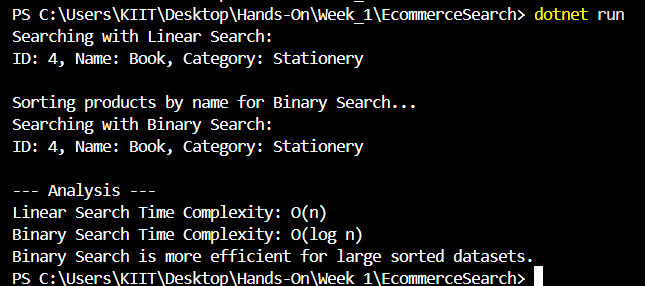 PS C:\Users\KIIT\Desktop\Hands-On\Week_1\EcommerceSearch> dotnet run
Searching with Linear Search:
ID: 4, Name: Book, Category: Stationery
Sorting products by name for Binary Search...
Searching with Binary Search:
ID: 4, Name: Book, Category: Stationery
--- Analysis ---
Linear Search Time Complexity: O(n)
Binary Search Time Complexity: O(log n)
Binary Search is more efficient for large sorted datasets.
PS C:\Users\KIIT\Desktop\Hands-On\Week_1\EcommerceSearch>